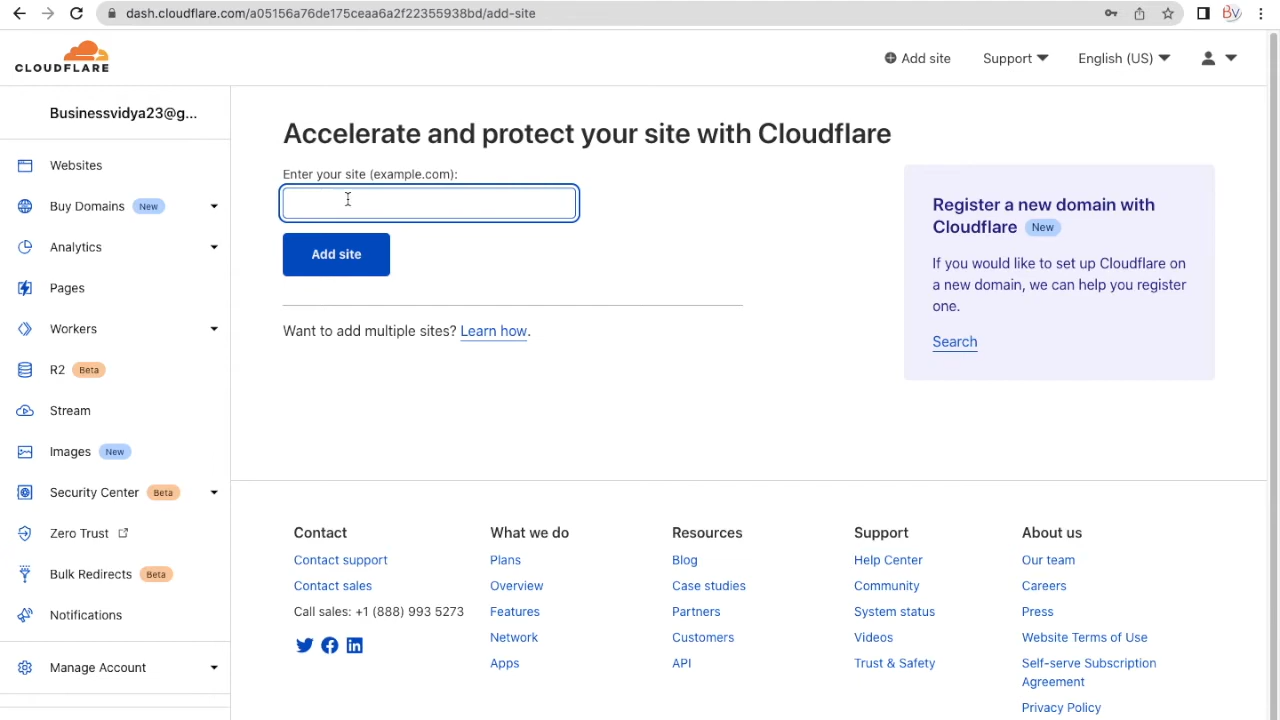 dash.cloudflare.com/a05156a76de175ceaa6a2f22355938bd/add-site
BV
CLOUDFLARE
Add site
Support
English (US)
Businessvidya23@g...
Websites
Buy Domains New
Analytics
Pages
Workers
R2 Beta
Stream
Images New
Security Center Beta
Zero Trust
Bulk Redirects Beta
Notifications
Manage Account
Accelerate and protect your site with Cloudflare
Enter your site (example.com):
Add site
Want to add multiple sites? Learn how.
Register a new domain with
Cloudflare New
If you would like to set up Cloudflare on
a new domain, we can help you register
one.
Search
Contact
Contact support
Contact sales
Call sales: +1 (888) 993 5273
What we do
Plans
Overview
Features
Network
Apps
Resources
Blog
Case studies
Partners
Customers
API
Support
Help Center
Community
System status
Videos
Trust & Safety
About us
Our team
Careers
Press
Website Terms of Use
Self-serve Subscription
Agreement
Privacy Policy